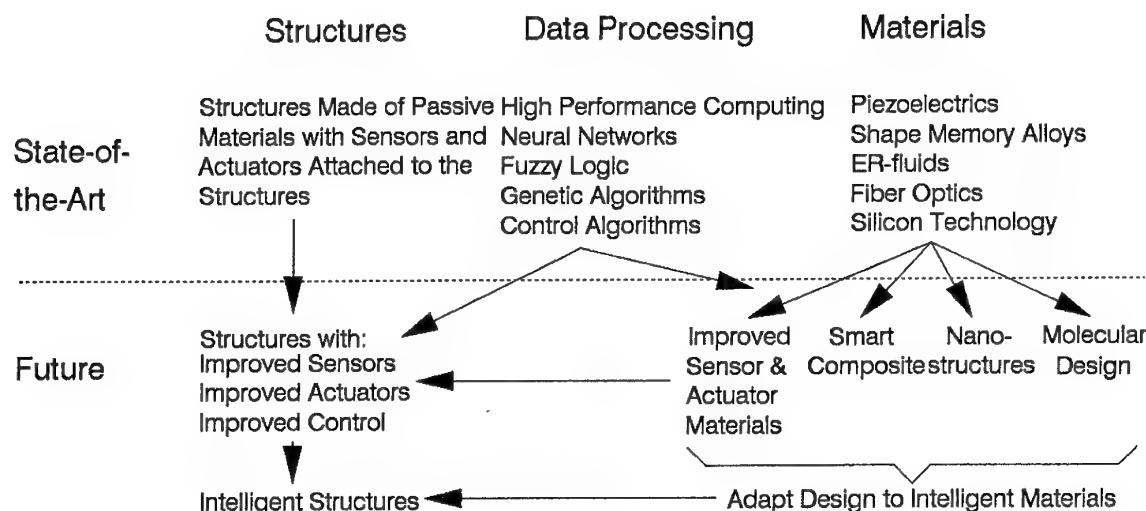 Structures
Data Processing
Materials
State-of-
the-Art
Structures Made of Passive
Materials with Sensors and
Actuators Attached to the
Structures
High Performance Computing
Neural Networks
Fuzzy Logic
Genetic Algorithms
Control Algorithms
Piezoelectrics
Shape Memory Alloys
ER-fluids
Fiber Optics
Silicon Technology
Future
Structures with:
Improved Sensors
Improved Actuators
Improved Control
Improved
Sensor &
Actuator
Materials
Smart
Composite
Nano-
structures
Molecular
Design
Intelligent Structures
Adapt Design to Intelligent Materials